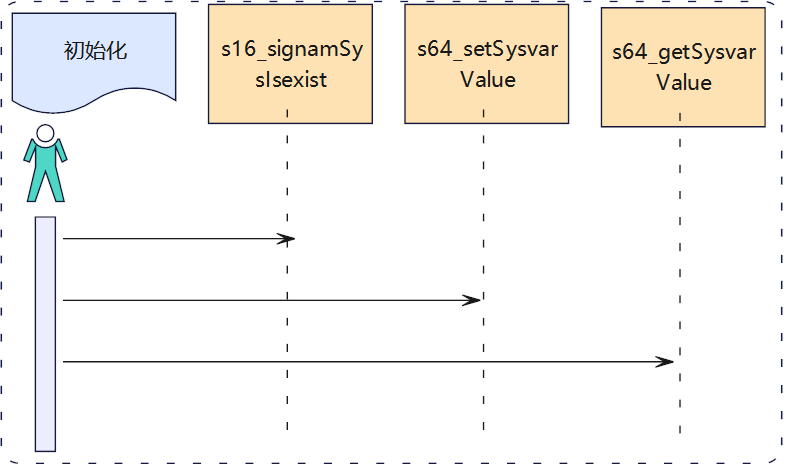 初始化
s16_signamSy
sIsexist
s64_setSysvar
Value
s64_getSysvar
Value